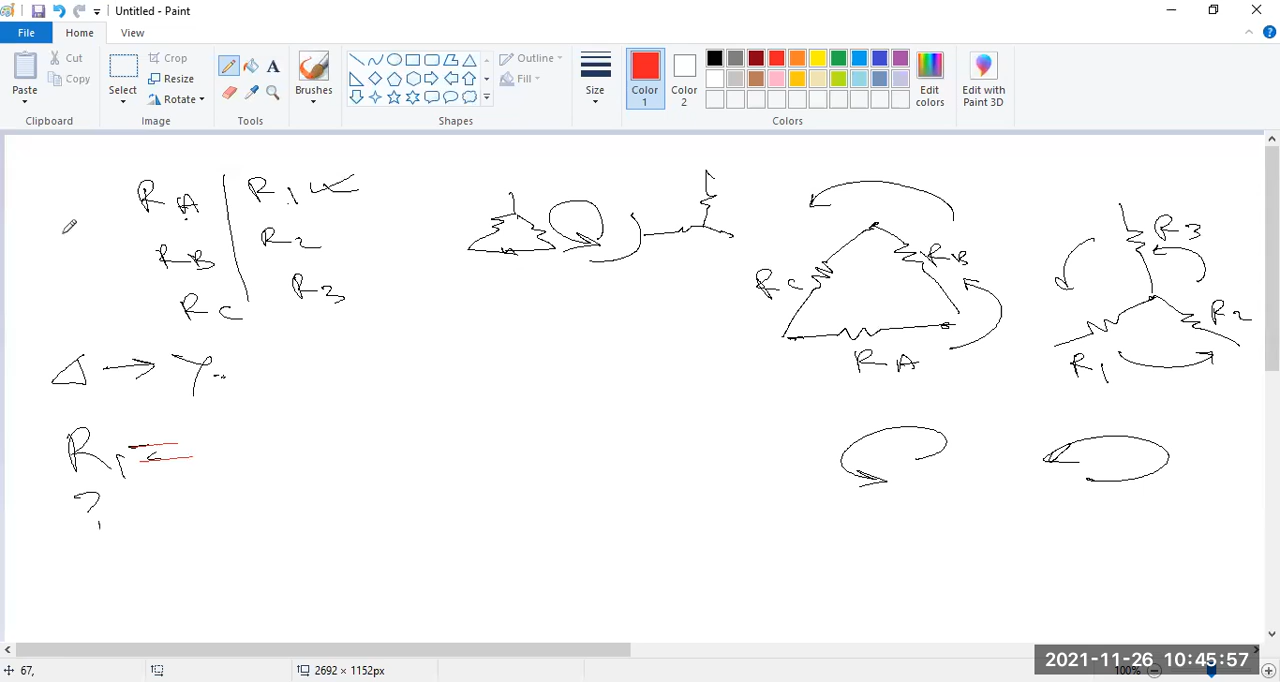 Untitled - Paint
File Home View
Paste Cut Copy Clipboard
Select Crop Resize Rotate Image
Tools
Brushes
Outline Fill Shapes
Size
Color 1 Color 2 Edit colors Colors
Edit with Paint 3D
RA R1
RB R2
RC R3
Δ → Y
R1 =
?
RC RB
RA
R3
R2
R1
67, 2692 × 1152px 100%
2021-11-26 10:45:57